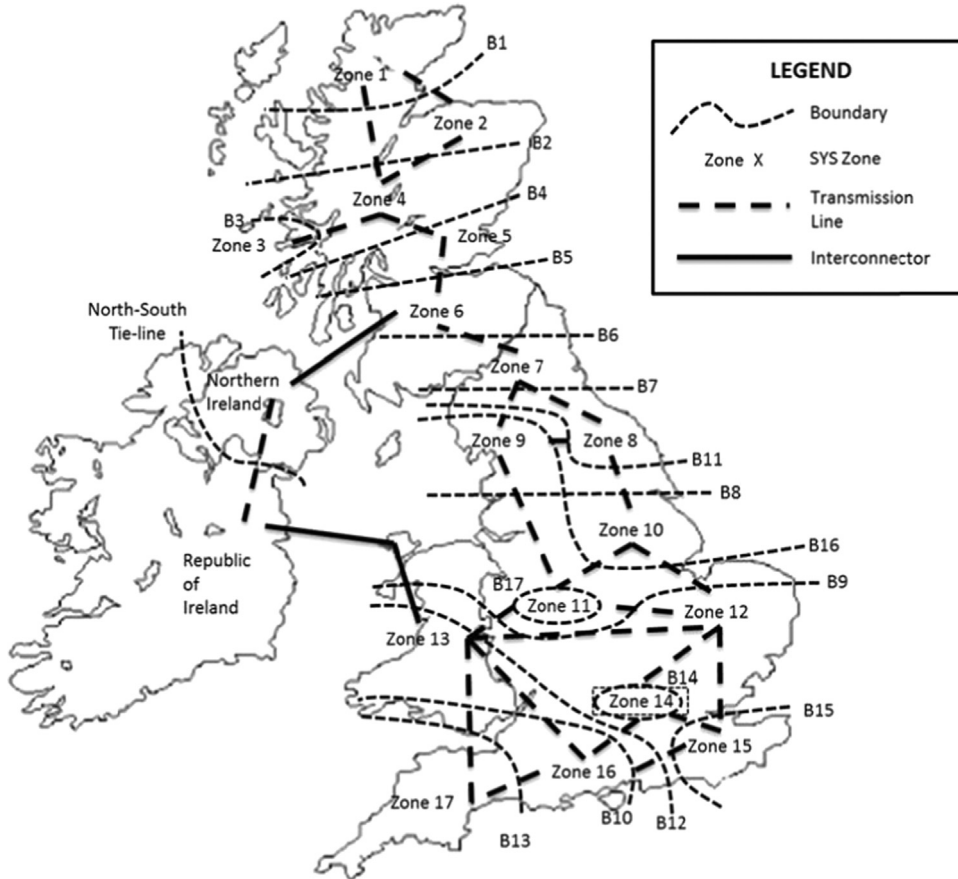 B1
Zone 1
Zone 2
B2
Zone 4
B4
B3
Zone 3
Zone 5
B5
North-South
Tie-line
Zone 6
B6
Zone 7
Northern
Ireland
B7
Zone 9
Zone 8
B11
B8
Zone 10
B16
Republic
of
Ireland
B17
B9
Zone 11
Zone 12
Zone 13
B14
Zone 14
B15
Zone 15
Zone 16
Zone 17
B13
B10
B12
LEGEND
Boundary
Zone X
SYS Zone
Transmission
Line
Interconnector